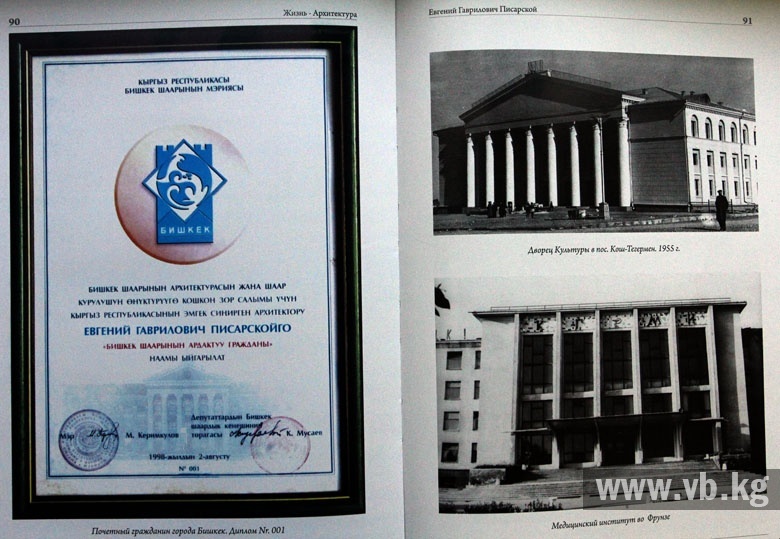 90
Жизнь - Архитектура
КЫРГЫЗ РЕСПУБЛИКАСЫ
БИШКЕК ШААРЫНЫН МЭРИЯСЫ
БИШКЕК
БИШКЕК ШААРЫНЫН АРХИТЕКТУРАСЫН ЖАНА ШААР
КУРУЛУШУН ӨНҮКТҮРҮҮГӨ КОШКОН ЗОР САЛЫМЫ ҮЧҮН
КЫРГЫЗ РЕСПУБЛИКАСЫНЫН ЭМГЕК СИҢИРГЕН АРХИТЕКТОРУ
ЕВГЕНИЙ ГАВРИЛОВИЧ ПИСАРСКОЙГО
«БИШКЕК ШААРЫНЫН АРДАКТУУ ГРАЖДАНЫ»
НААМЫ ЫЙГАРЫЛАТ
Мэр
М. Керимкулов
Депутаттардын Бишкек
шаардык кеңешинин
төрагасы
К. Мусаев
1998-жылдын 2-августу
№ 001
Почетный гражданин города Бишкек. Диплом Nr. 001
Евгений Гаврилович Писарской
91
Дворец Культуры в пос. Кош-Тегермен. 1955 г.
Медицинский институт во Фрунзе
www.vb.kg